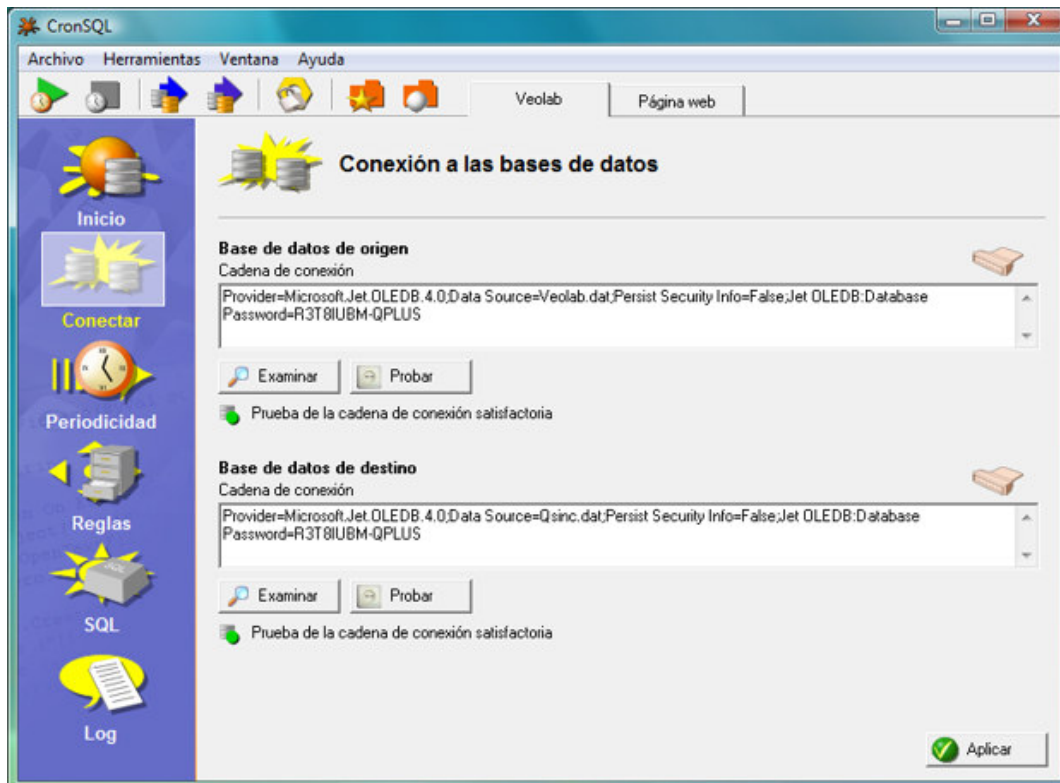 CronSQL
Archivo Herramientas Ventana Ayuda
Veolab
Página web
Inicio
Conectar
Periodicidad
Reglas
SQL
SQL
Log
Conexión a las bases de datos
Base de datos de origen
Cadena de conexión
Provider=Microsoft.Jet.OLEDB.4.0;Data Source=Veolab.dat;Persist Security Info=False;Jet OLEDB:Database
Password=R3T8IUBM-QPLUS
Examinar
Probar
Prueba de la cadena de conexión satisfactoria
Base de datos de destino
Cadena de conexión
Provider=Microsoft.Jet.OLEDB.4.0;Data Source=Qsinc.dat;Persist Security Info=False;Jet OLEDB:Database
Password=R3T8IUBM-QPLUS
Examinar
Probar
Prueba de la cadena de conexión satisfactoria
Aplicar